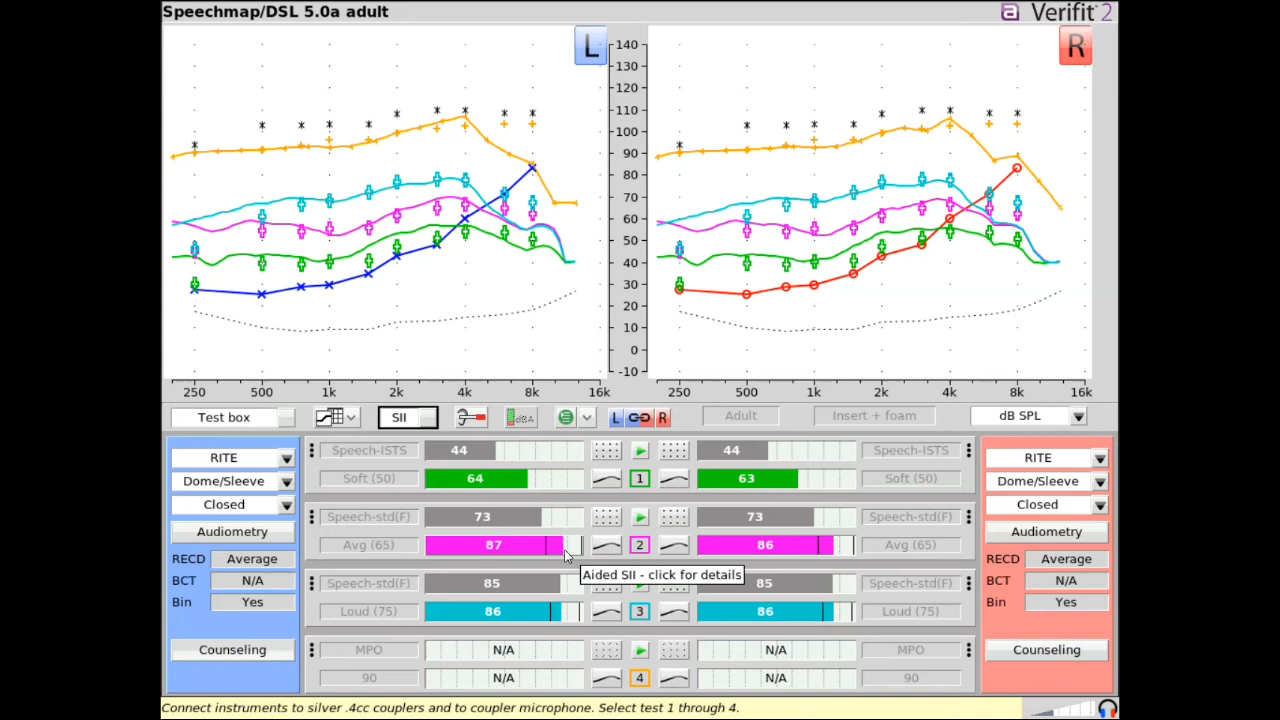 Speechmap/DSL 5.0a adult
a Verifit 2
L
R
140
130
120
110
100
90
80
70
60
50
40
30
20
10
0
-10
250 500 1k 2k 4k 8k 16k
250 500 1k 2k 4k 8k 16k
Test box SII dBA L R Adult Insert + foam dB SPL
RITE
Dome/Sleeve
Closed
Audiometry
RECD Average
BCT N/A
Bin Yes
Counseling
Speech-ISTS 44 44 Speech-ISTS
Soft (50) 64 1 63 Soft (50)
Speech-std(F) 73 73 Speech-std(F)
Avg (65) 87 2 86 Avg (65)
Aided SII - click for details
Speech-std(F) 85 85 Speech-std(F)
Loud (75) 86 3 86 Loud (75)
MPO N/A N/A MPO
90 N/A 4 N/A 90
RITE
Dome/Sleeve
Closed
Audiometry
RECD Average
BCT N/A
Bin Yes
Counseling
Connect instruments to silver .4cc couplers and to coupler microphone. Select test 1 through 4.